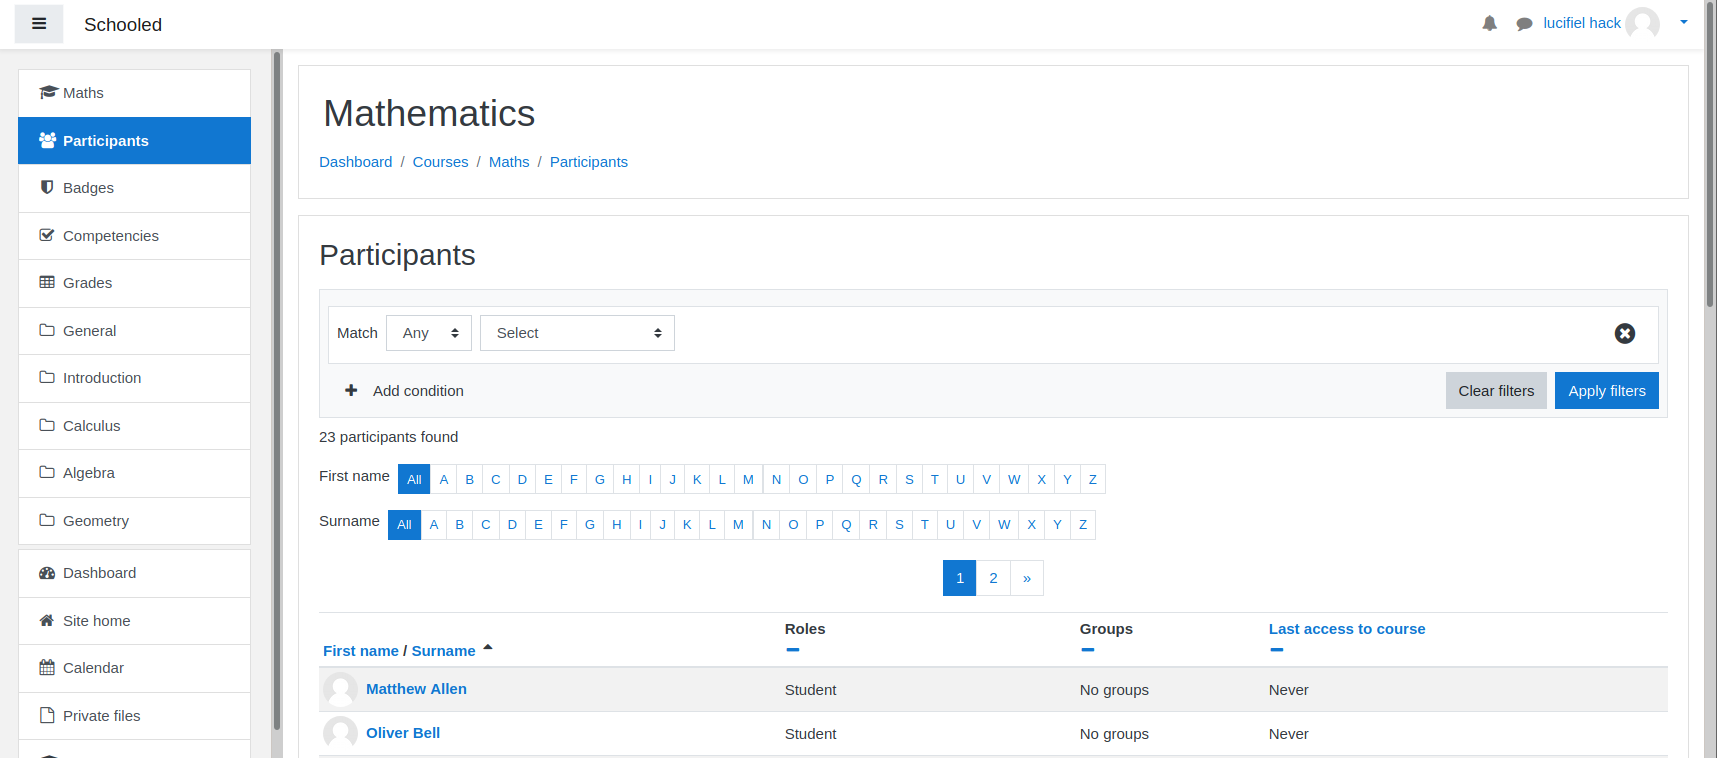 Schooled
lucifiel hack
Maths
Participants
Badges
Competencies
Grades
General
Introduction
Calculus
Algebra
Geometry
Dashboard
Site home
Calendar
Private files
Mathematics
Dashboard / Courses / Maths / Participants
Participants
Match Any Select
Add condition Clear filters Apply filters
23 participants found
First name All A B C D E F G H I J K L M N O P Q R S T U V W X Y Z
Surname All A B C D E F G H I J K L M N O P Q R S T U V W X Y Z
1 2 »
First name / Surname Roles Groups Last access to course
Matthew Allen Student No groups Never
Oliver Bell Student No groups Never